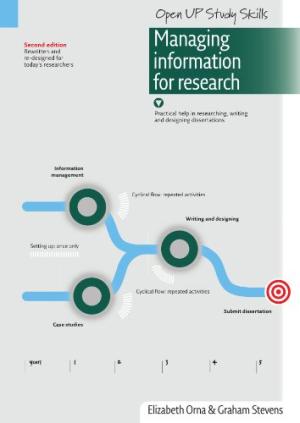 Open UP Study Skills
Second edition
Rewritten and
re-designed for
today's researchers
Managing
information
for research
Practical help in researching, writing
and designing dissertations
Information
management
Cyclical flow: repeated activities
Writing and designing
Setting up: once only
Cyclical flow: repeated activities
Submit dissertation
Case studies
year 1 2 3 4 5
Elizabeth Orna & Graham Stevens